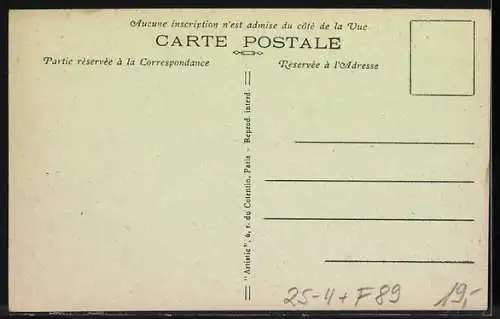 Aucune inscription n'est admise du côté de la Vue
CARTE POSTALE
Partie réservée à la Correspondance
Reservée à l'Adresse
"Artistic", 6, r. du Cotentin, Paris - Reprod. interd.
25-4+F89
19,-